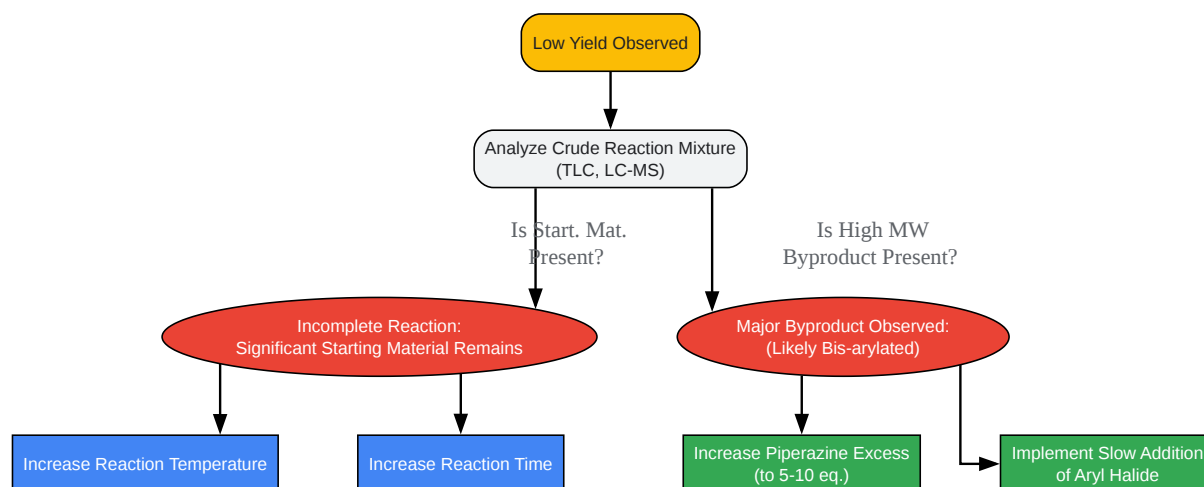 Low Yield Observed
Analyze Crude Reaction Mixture
(TLC, LC-MS)
Is Start. Mat.
Present?
Is High MW
Byproduct Present?
Incomplete Reaction:
Significant Starting Material Remains
Major Byproduct Observed:
(Likely Bis-arylated)
Increase Reaction Temperature
Increase Reaction Time
Increase Piperazine Excess
(to 5-10 eq.)
Implement Slow Addition
of Aryl Halide